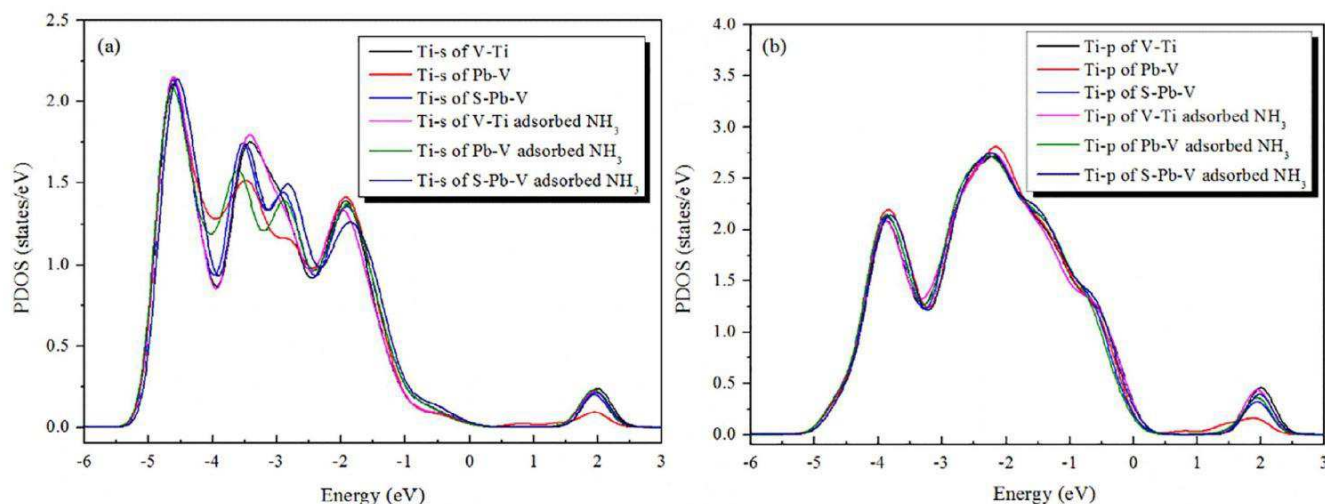 (a)
Ti-s of V-Ti
Ti-s of Pb-V
Ti-s of S-Pb-V
Ti-s of V-Ti adsorbed NH3
Ti-s of Pb-V adsorbed NH3
Ti-s of S-Pb-V adsorbed NH3
2.5
2.0
1.5
1.0
0.5
0.0
PDOS (states/eV)
-6 -5 -4 -3 -2 -1 0 1 2 3
Energy (eV)
(b)
Ti-p of V-Ti
Ti-p of Pb-V
Ti-p of S-Pb-V
Ti-p of V-Ti adsorbed NH3
Ti-p of Pb-V adsorbed NH3
Ti-p of S-Pb-V adsorbed NH3
4.0
3.5
3.0
2.5
2.0
1.5
1.0
0.5
0.0
PDOS (states/eV)
-6 -5 -4 -3 -2 -1 0 1 2 3
Energy (eV)